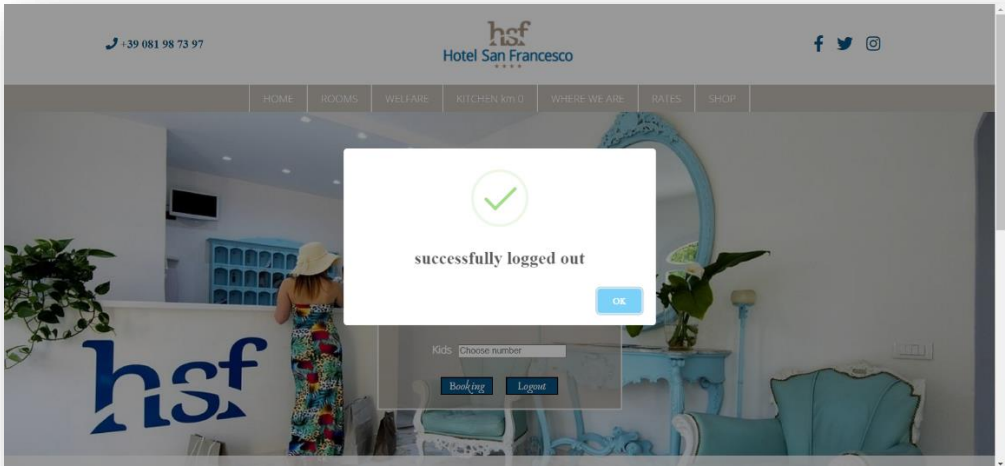 +39 081 98 73 97
hsf
Hotel San Francesco
HOME ROOMS WELFARE KITCHEN km 0 WHERE WE ARE RATES SHOP
successfully logged out
OK
Kids Choose number
Booking Logout
hsf